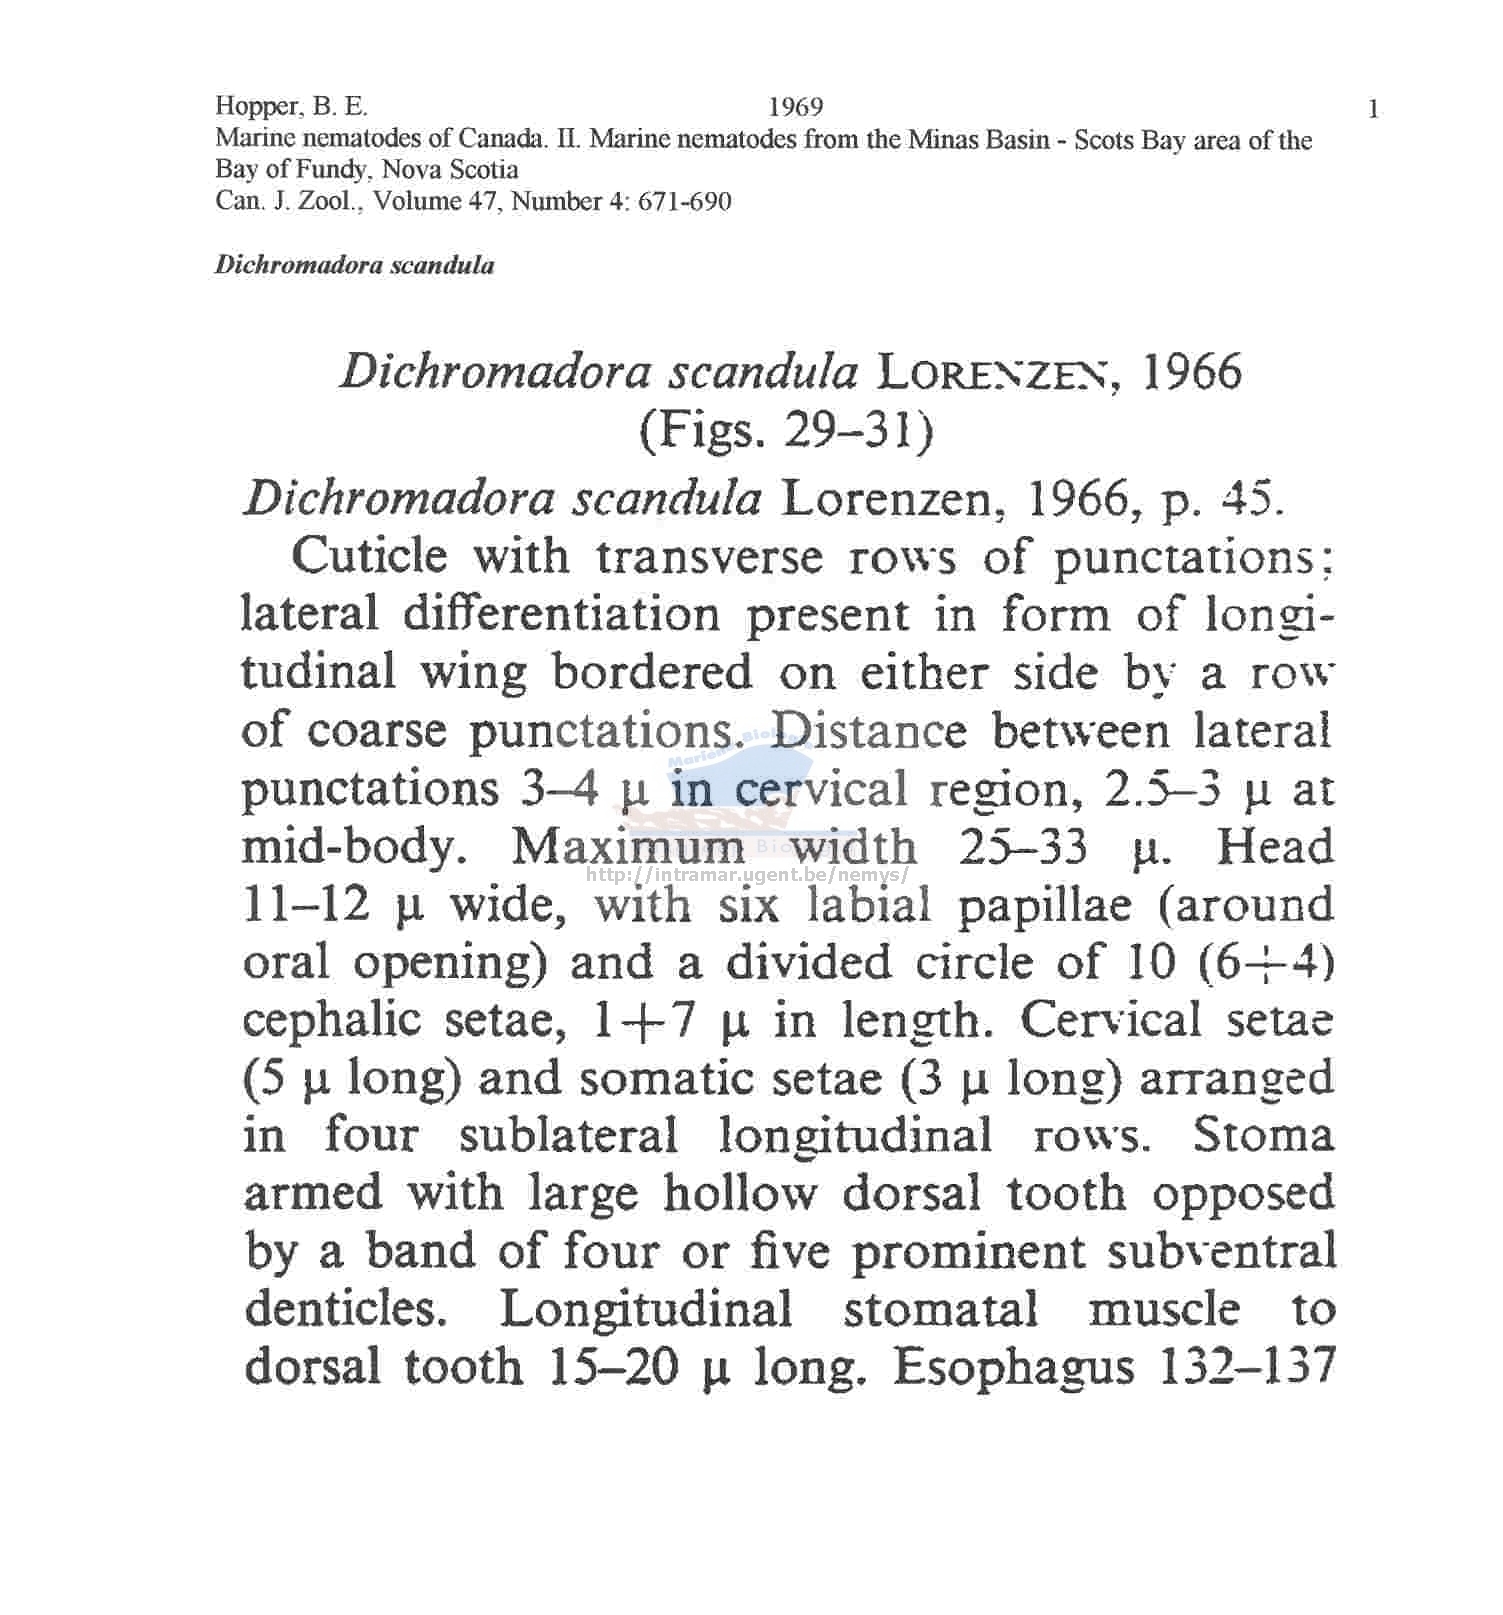 Hopper, B. E. 1969 1
Marine nematodes of Canada. II. Marine nematodes from the Minas Basin - Scots Bay area of the
Bay of Fundy, Nova Scotia
Can. J. Zool., Volume 47, Number 4: 671-690
Dichromadora scandula
Dichromadora scandula LORENZEN, 1966
(Figs. 29–31)
Dichromadora scandula Lorenzen, 1966, p. 45.
Cuticle with transverse rows of punctations;
lateral differentiation present in form of longi-
tudinal wing bordered on either side by a row
of coarse punctations. Distance between lateral
Mariene Biologie
punctations 3–4 μ in cervical region, 2.5–3 μ at
mid-body. Maximum width 25–33 μ. Head
http://intramar.ugent.be/nemys/
11–12 μ wide, with six labial papillae (around
oral opening) and a divided circle of 10 (6+4)
cephalic setae, 1+7 μ in length. Cervical setae
(5 μ long) and somatic setae (3 μ long) arranged
in four sublateral longitudinal rows. Stoma
armed with large hollow dorsal tooth opposed
by a band of four or five prominent subventral
denticles. Longitudinal stomatal muscle to
dorsal tooth 15–20 μ long. Esophagus 132–137